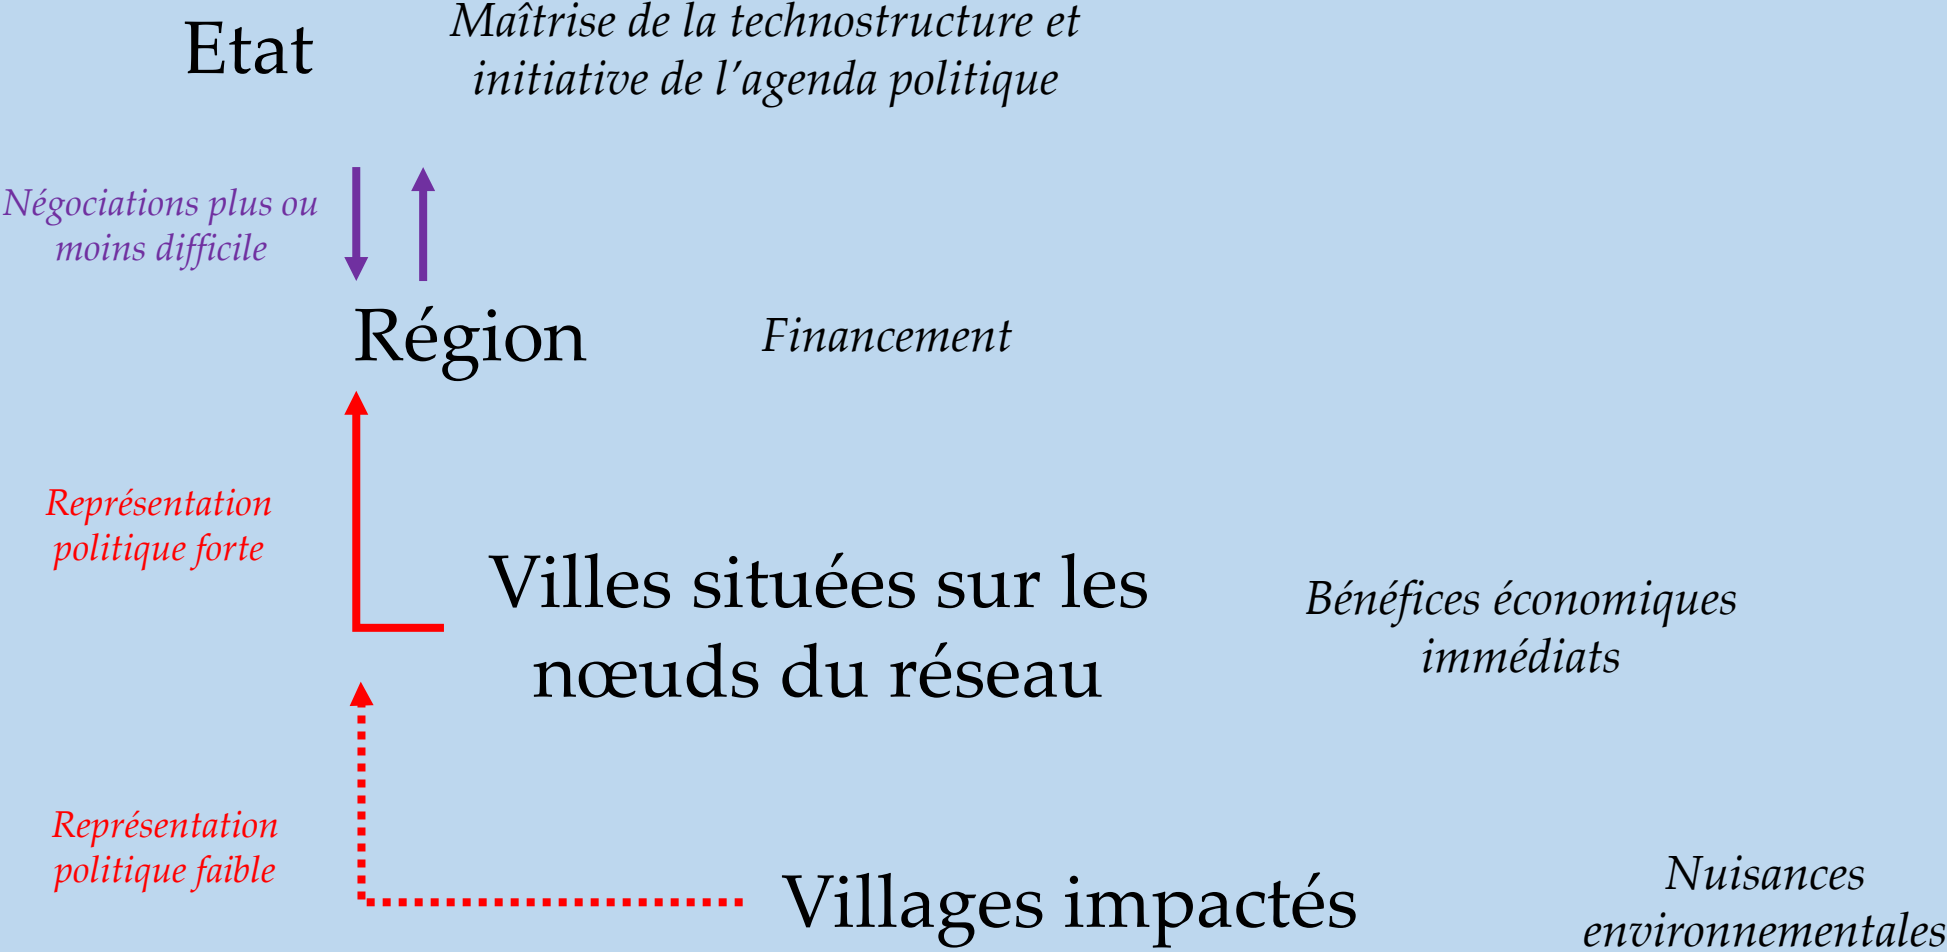 Etat
Maîtrise de la technostructure et
initiative de l’agenda politique
Négociations plus ou
moins difficile
Région
Financement
Représentation
politique forte
Villes situées sur les
nœuds du réseau
Bénéfices économiques
immédiats
Représentation
politique faible
Villages impactés
Nuisances
environnementales